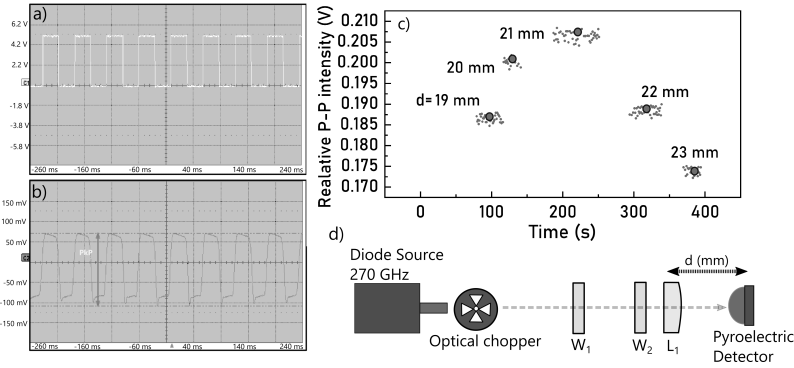 a)
6.2 V
4.2 V
2.2 V
C1
-1.8 V
-3.8 V
-5.8 V
-260 ms
-160 ms
-60 ms
40 ms
140 ms
240 ms
b)
150 mV
100 mV
50 mV
-50 mV
-100 mV
-150 mV
PtP
-260 ms
-160 ms
-60 ms
40 ms
140 ms
240 ms
c)
Realative P-P intensity (V)
0.210
0.205
0.200
0.195
0.190
0.185
0.180
0.175
0.170
21 mm
20 mm
d= 19 mm
22 mm
23 mm
0
100
200
300
400
Time (s)
d)
Diode Source
270 GHz
d (mm)
Optical chopper
W1
W2
L1
Pyroelectric
Detector